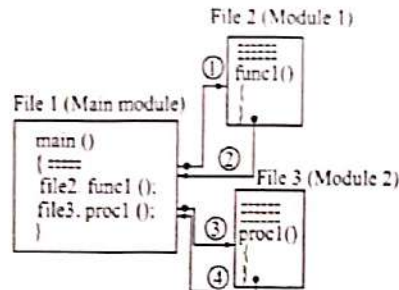 File 2 (Module 1)
①
func1()
{
}
File 1 (Main module)
main ()
{
②
file2. func1 ();
File 3 (Module 2)
file3. proc1 ();
}
③
proc1()
{
}
④